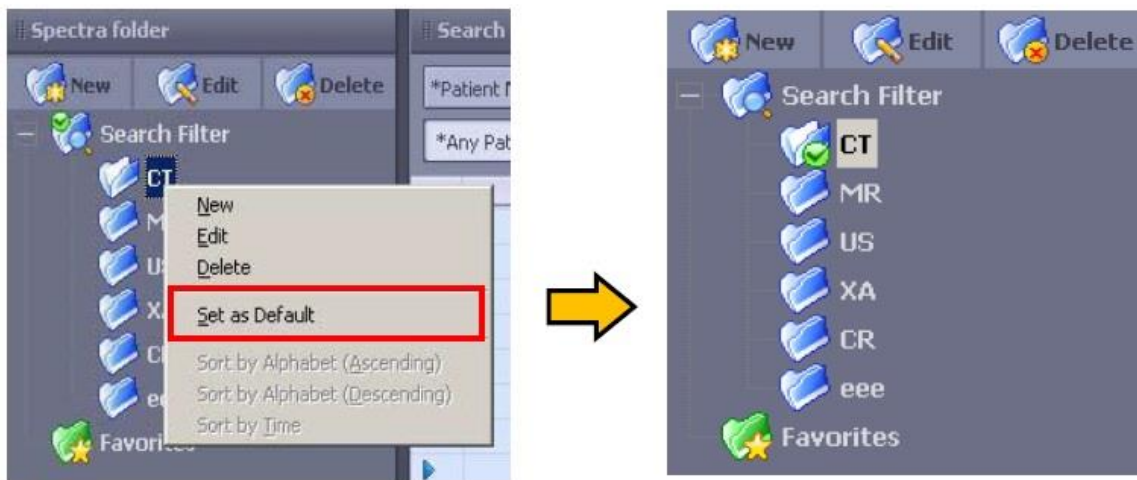 Spectra folder
Search
New Edit Delete
*Patient
Search Filter
*Any Pat
CT
New
Edit
Delete
Set as Default
Sort by Alphabet (Ascending)
Sort by Alphabet (Descending)
Sort by Time
New Edit Delete
Search Filter
CT
MR
US
XA
CR
eee
Favorites